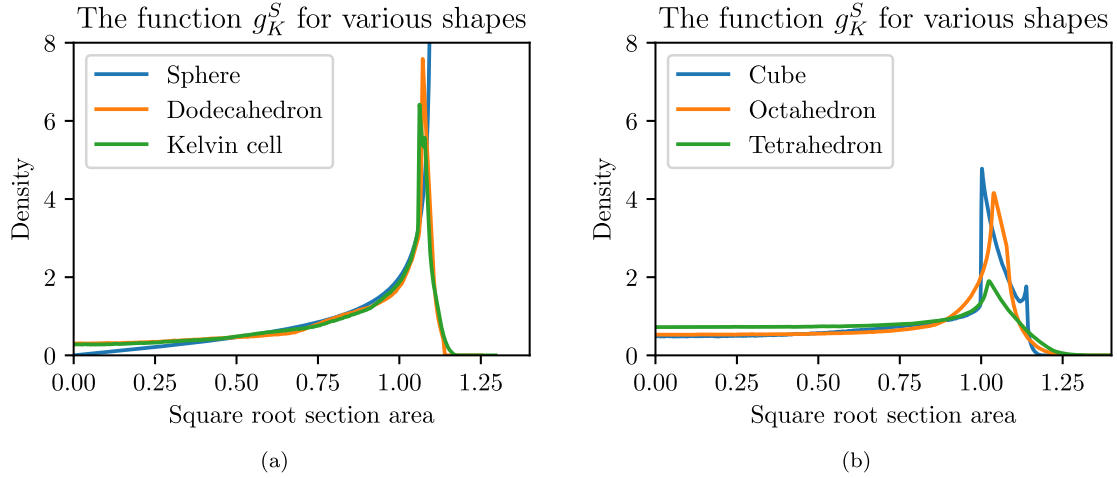 The function $g_K^S$ for various shapes
8
6
4
2
0
Density
Sphere
Dodecahedron
Kelvin cell
0.00 0.25 0.50 0.75 1.00 1.25
Square root section area
(a)
The function $g_K^S$ for various shapes
8
6
4
2
0
Density
Cube
Octahedron
Tetrahedron
0.00 0.25 0.50 0.75 1.00 1.25
Square root section area
(b)